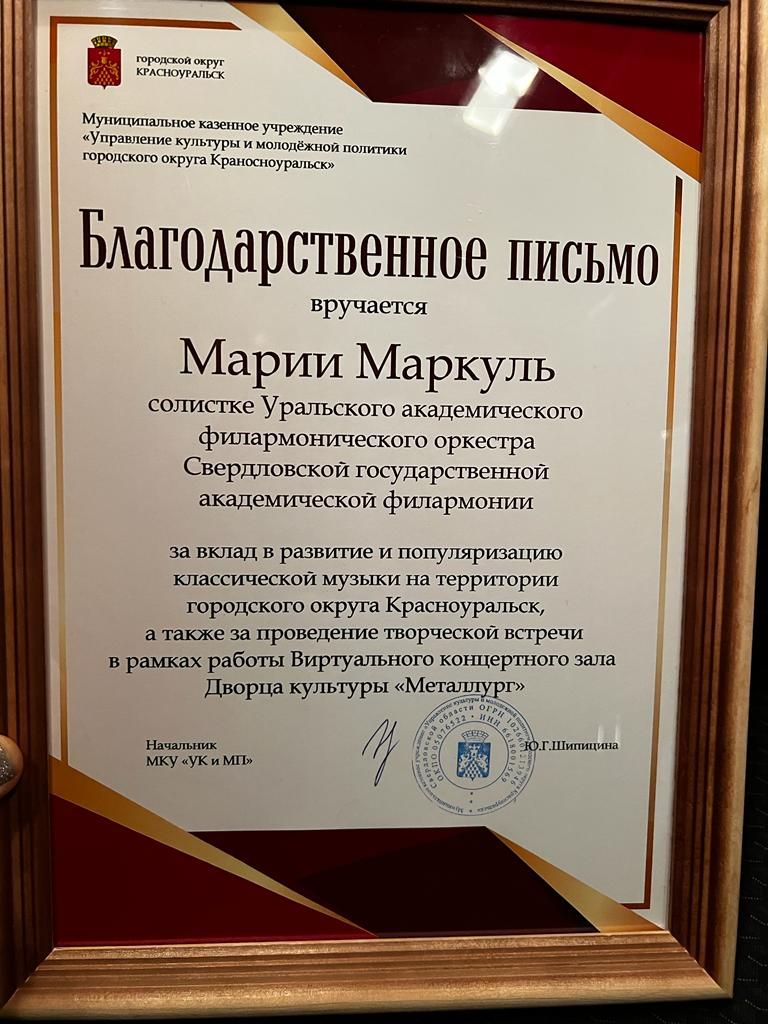 городской округ
КРАСНОУРАЛЬСК
Муниципальное казенное учреждение
«Управление культуры и молодёжной политики
городского округа Краносноуральск»
Благодарственное письмо
вручается
Марии Маркуль
солистке Уральского академического
филармонического оркестра
Свердловской государственной
академической филармонии
за вклад в развитие и популяризацию
классической музыки на территории
городского округа Красноуральск,
а также за проведение творческой встречи
в рамках работы Виртуального концертного зала
Дворца культуры «Металлург»
Начальник
МКУ «УК и МП»
Ю.Г.Шипицина